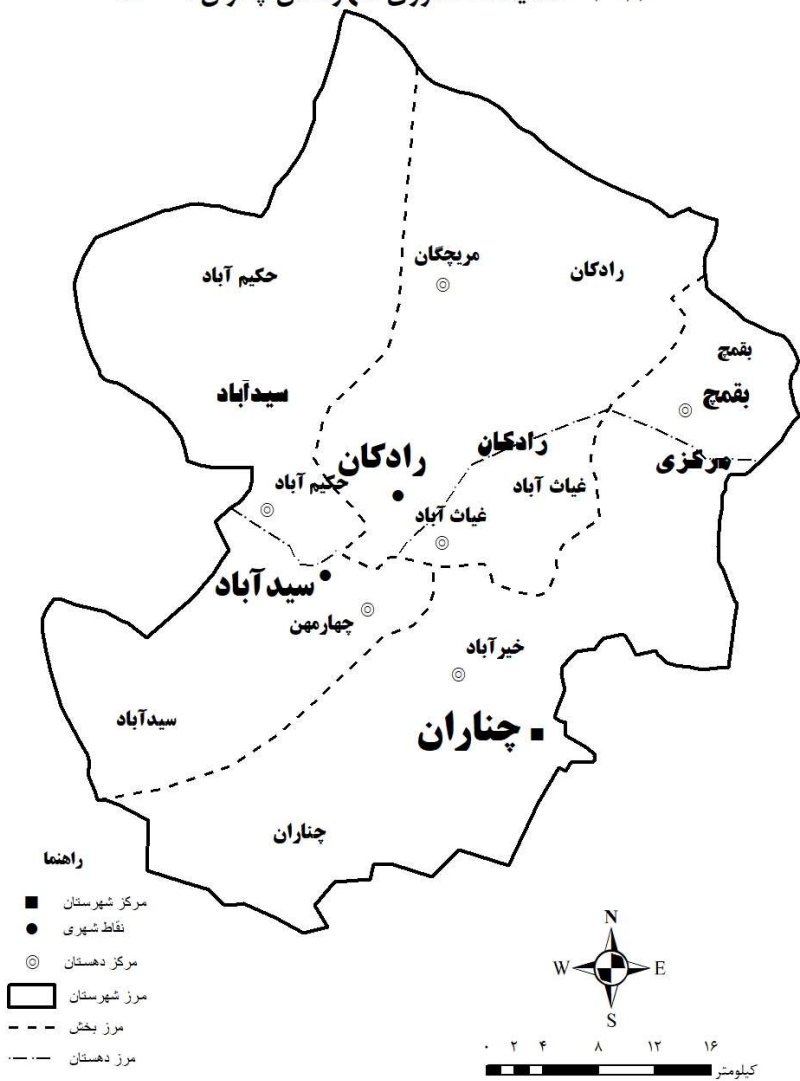 مریچگان
رادکان
حکیم آباد
بقمچ
بقمچ
سیدآباد
رادکان
رادکان
مرکزی
حکیم آباد
غیاث آباد
غیاث آباد
سیدآباد
چهارمهن
خیرآباد
سیدآباد
چناران
چناران
راهنما
مرکز شهرستان
نقاط شهری
مرکز دهستان
مرز شهرستان
مرز بخش
مرز دهستان
N
W E
S
۰ ۲ ۴ ۸ ۱۲ ۱۶
کیلومتر